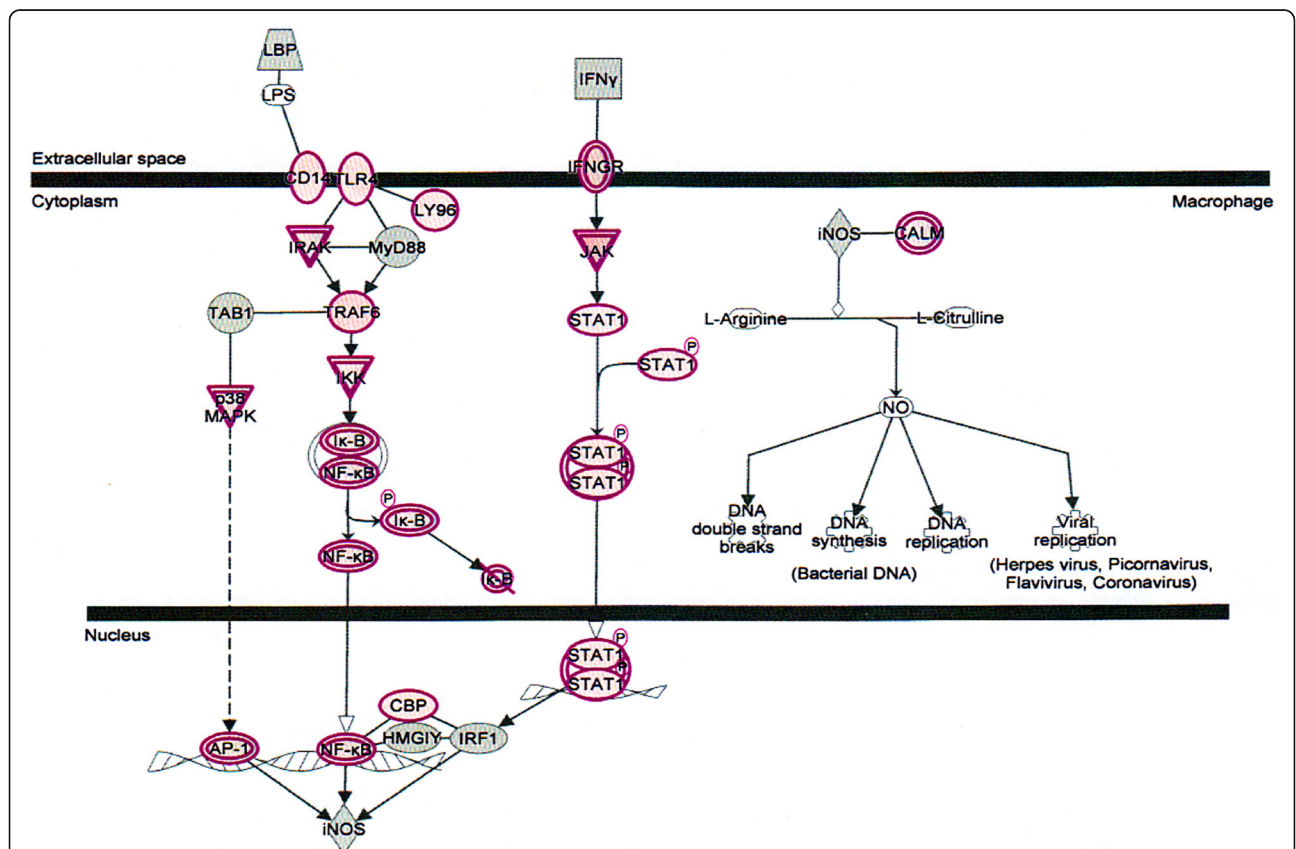 LBP
LPS
IFNγ
Extracellular space
CD14
TLR4
IFNGR
Cytoplasm
LY96
Macrophage
IRAK
MyD88
JAK
iNOS
CALM
TAB1
TRAF6
STAT1
L-Arginine
L-Citrulline
P
STAT1
IKK
p38
MAPK
NO
Iκ-B
NF-κB
P
STAT1
P
STAT1
P
Iκ-B
DNA
double strand
breaks
DNA
synthesis
DNA
replication
Viral
replication
(Bacterial DNA)
(Herpes virus, Picornavirus,
Flavivirus, Coronavirus)
NF-κB
Iκ-B
Nucleus
P
STAT1
P
STAT1
CBP
AP-1
NF-κB
HMGIY
IRF1
iNOS